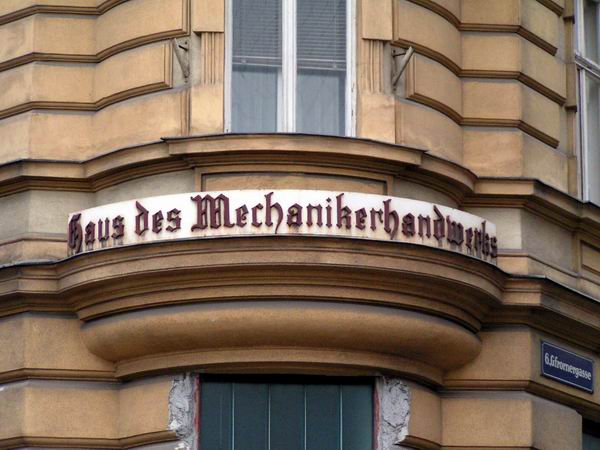 Haus des Mechanikerhandwerks
6.,Gfrornergasse